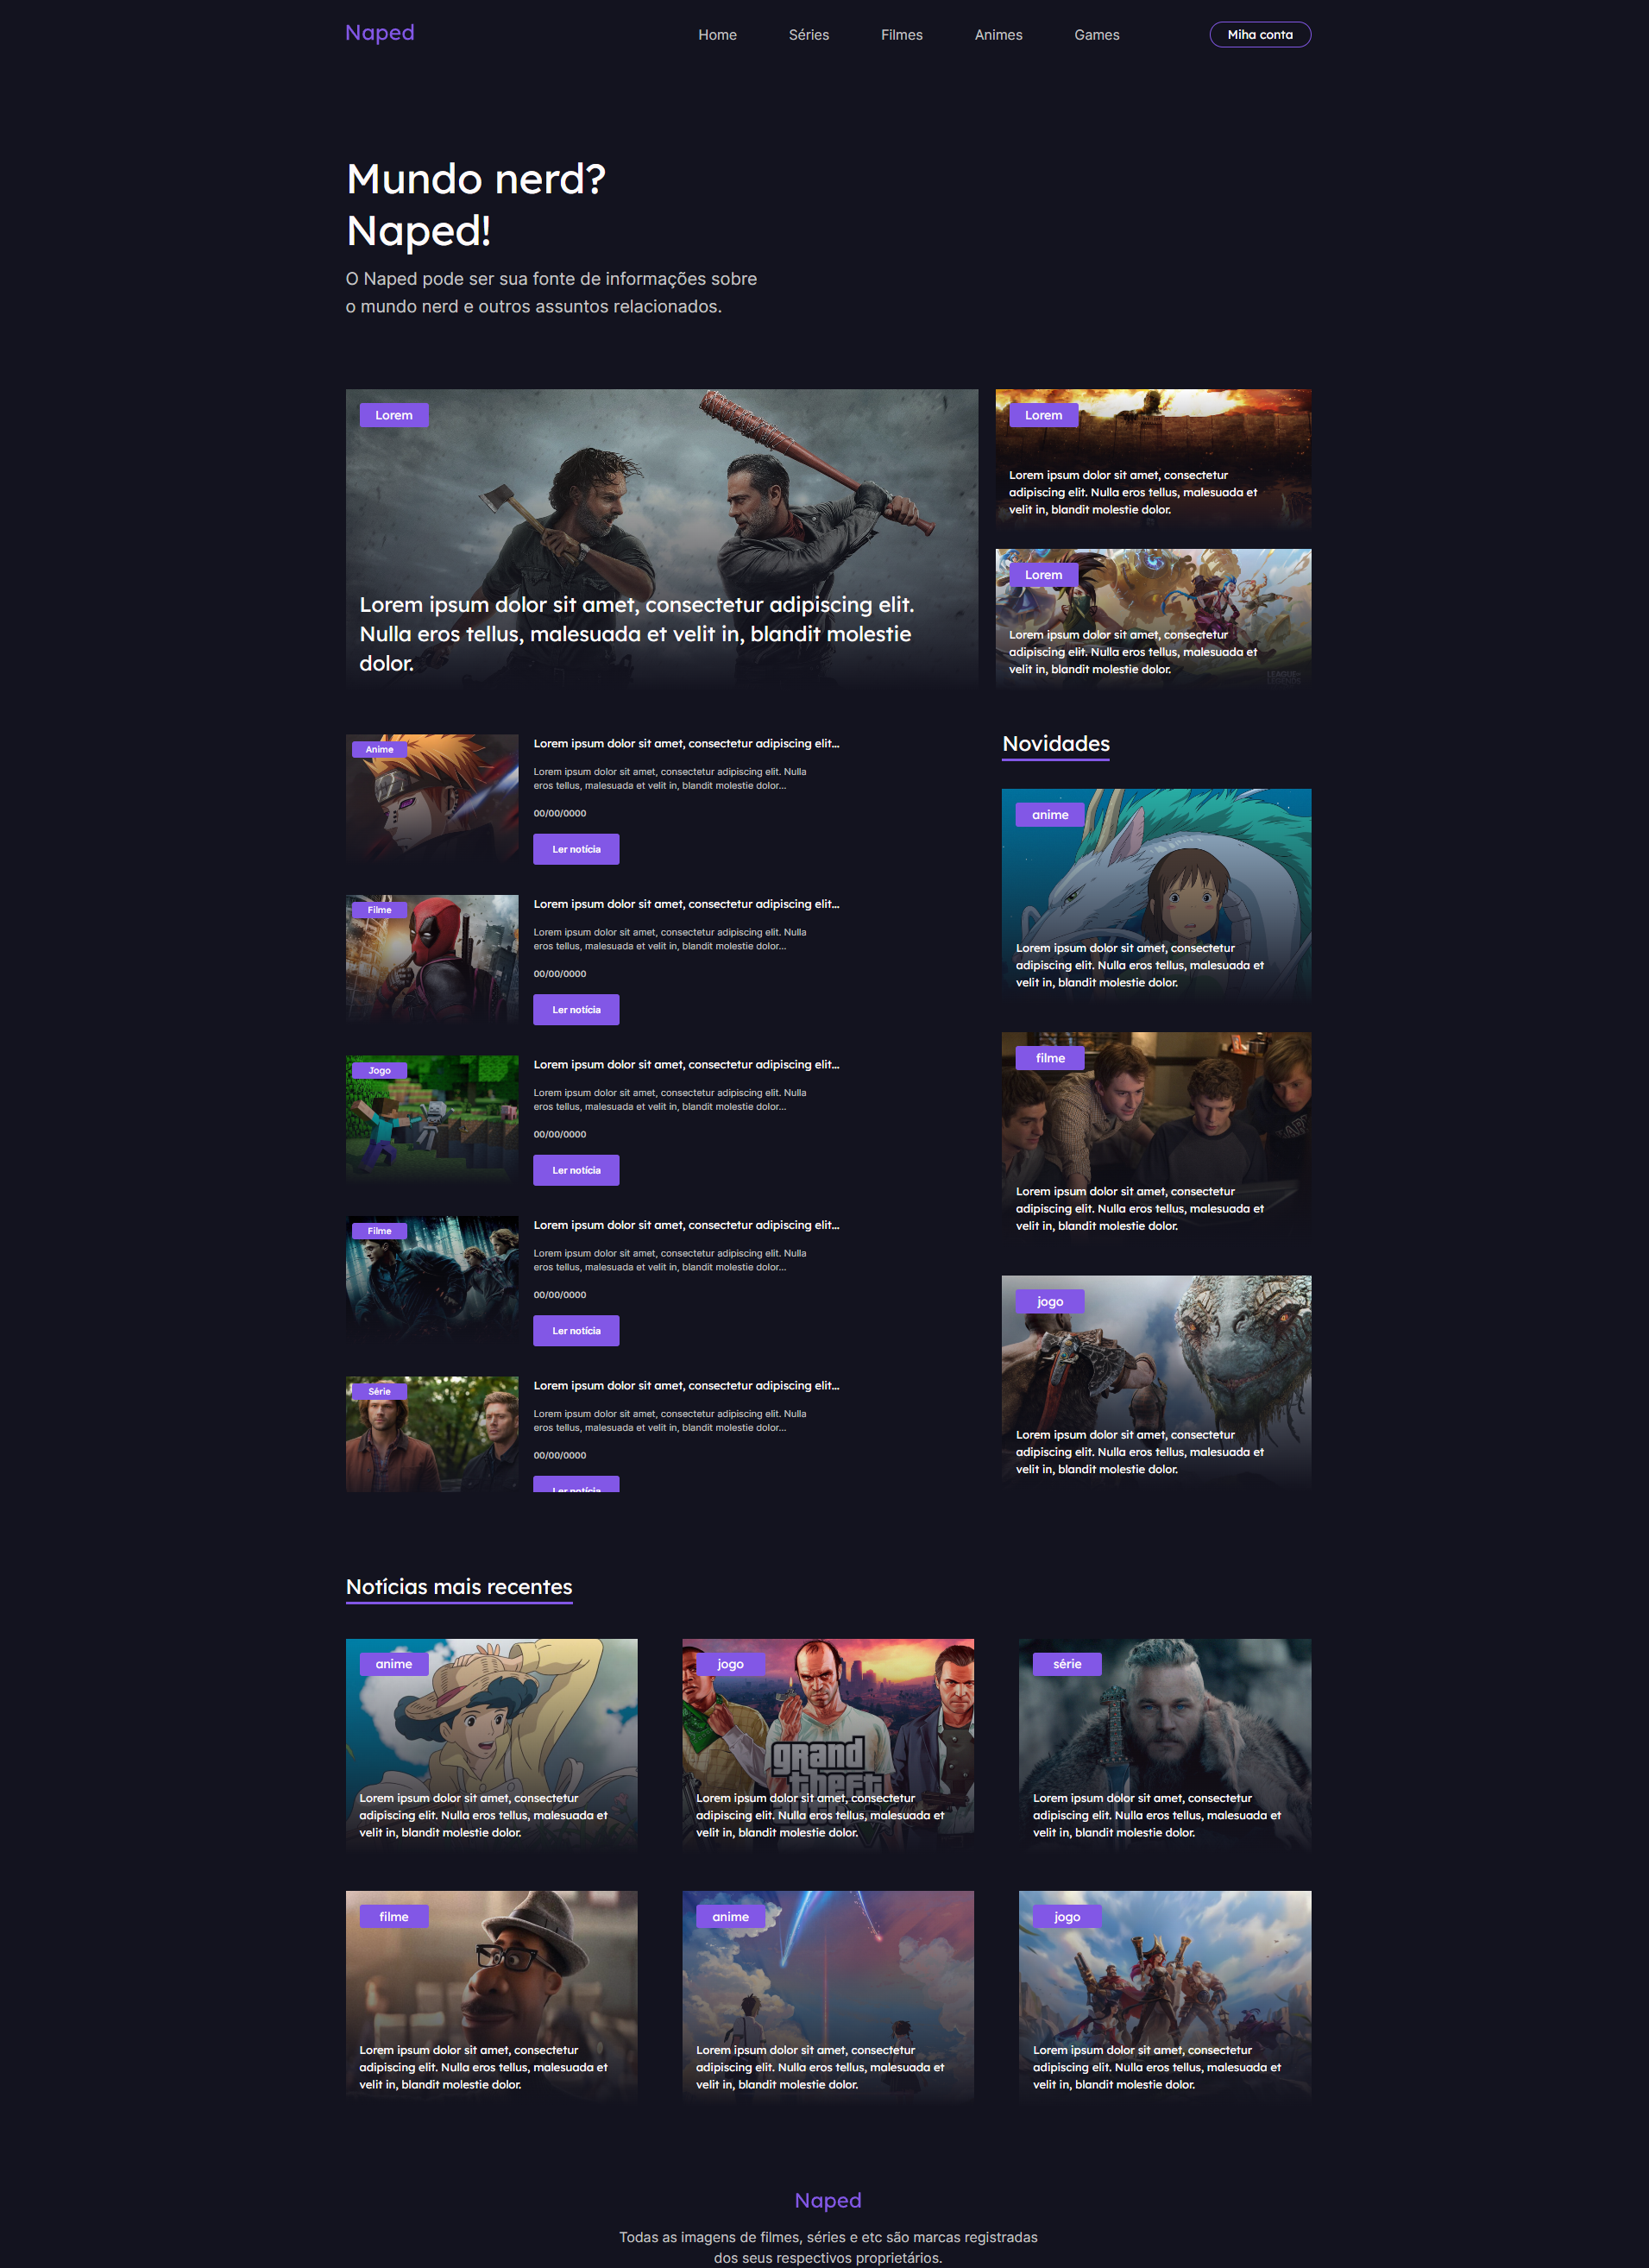 Naped
Home
Séries
Filmes
Animes
Games
Miha conta
Mundo nerd?
Naped!
O Naped pode ser sua fonte de informações sobre
o mundo nerd e outros assuntos relacionados.
Lorem
Lorem ipsum dolor sit amet, consectetur adipiscing elit.
Nulla eros tellus, malesuada et velit in, blandit molestie
dolor.
Lorem
Lorem ipsum dolor sit amet, consectetur
adipiscing elit. Nulla eros tellus, malesuada et
velit in, blandit molestie dolor.
Lorem
Lorem ipsum dolor sit amet, consectetur
adipiscing elit. Nulla eros tellus, malesuada et
velit in, blandit molestie dolor.
LEAGUE OF
LEGENDS
Anime
Lorem ipsum dolor sit amet, consectetur adipiscing elit...
Lorem ipsum dolor sit amet, consectetur adipiscing elit. Nulla
eros tellus, malesuada et velit in, blandit molestie dolor...
00/00/0000
Ler notícia
Filme
Lorem ipsum dolor sit amet, consectetur adipiscing elit...
Lorem ipsum dolor sit amet, consectetur adipiscing elit. Nulla
eros tellus, malesuada et velit in, blandit molestie dolor...
00/00/0000
Ler notícia
Jogo
Lorem ipsum dolor sit amet, consectetur adipiscing elit...
Lorem ipsum dolor sit amet, consectetur adipiscing elit. Nulla
eros tellus, malesuada et velit in, blandit molestie dolor...
00/00/0000
Ler notícia
Filme
Lorem ipsum dolor sit amet, consectetur adipiscing elit...
Lorem ipsum dolor sit amet, consectetur adipiscing elit. Nulla
eros tellus, malesuada et velit in, blandit molestie dolor...
00/00/0000
Ler notícia
Série
Lorem ipsum dolor sit amet, consectetur adipiscing elit...
Lorem ipsum dolor sit amet, consectetur adipiscing elit. Nulla
eros tellus, malesuada et velit in, blandit molestie dolor...
00/00/0000
Ler notícia
Novidades
anime
Lorem ipsum dolor sit amet, consectetur
adipiscing elit. Nulla eros tellus, malesuada et
velit in, blandit molestie dolor.
filme
Lorem ipsum dolor sit amet, consectetur
adipiscing elit. Nulla eros tellus, malesuada et
velit in, blandit molestie dolor.
jogo
Lorem ipsum dolor sit amet, consectetur
adipiscing elit. Nulla eros tellus, malesuada et
velit in, blandit molestie dolor.
Notícias mais recentes
anime
Lorem ipsum dolor sit amet, consectetur
adipiscing elit. Nulla eros tellus, malesuada et
velit in, blandit molestie dolor.
jogo
grand
theft
Lorem ipsum dolor sit amet, consectetur
adipiscing elit. Nulla eros tellus, malesuada et
velit in, blandit molestie dolor.
série
Lorem ipsum dolor sit amet, consectetur
adipiscing elit. Nulla eros tellus, malesuada et
velit in, blandit molestie dolor.
filme
Lorem ipsum dolor sit amet, consectetur
adipiscing elit. Nulla eros tellus, malesuada et
velit in, blandit molestie dolor.
anime
Lorem ipsum dolor sit amet, consectetur
adipiscing elit. Nulla eros tellus, malesuada et
velit in, blandit molestie dolor.
jogo
Lorem ipsum dolor sit amet, consectetur
adipiscing elit. Nulla eros tellus, malesuada et
velit in, blandit molestie dolor.
Naped
Todas as imagens de filmes, séries e etc são marcas registradas
dos seus respectivos proprietários.